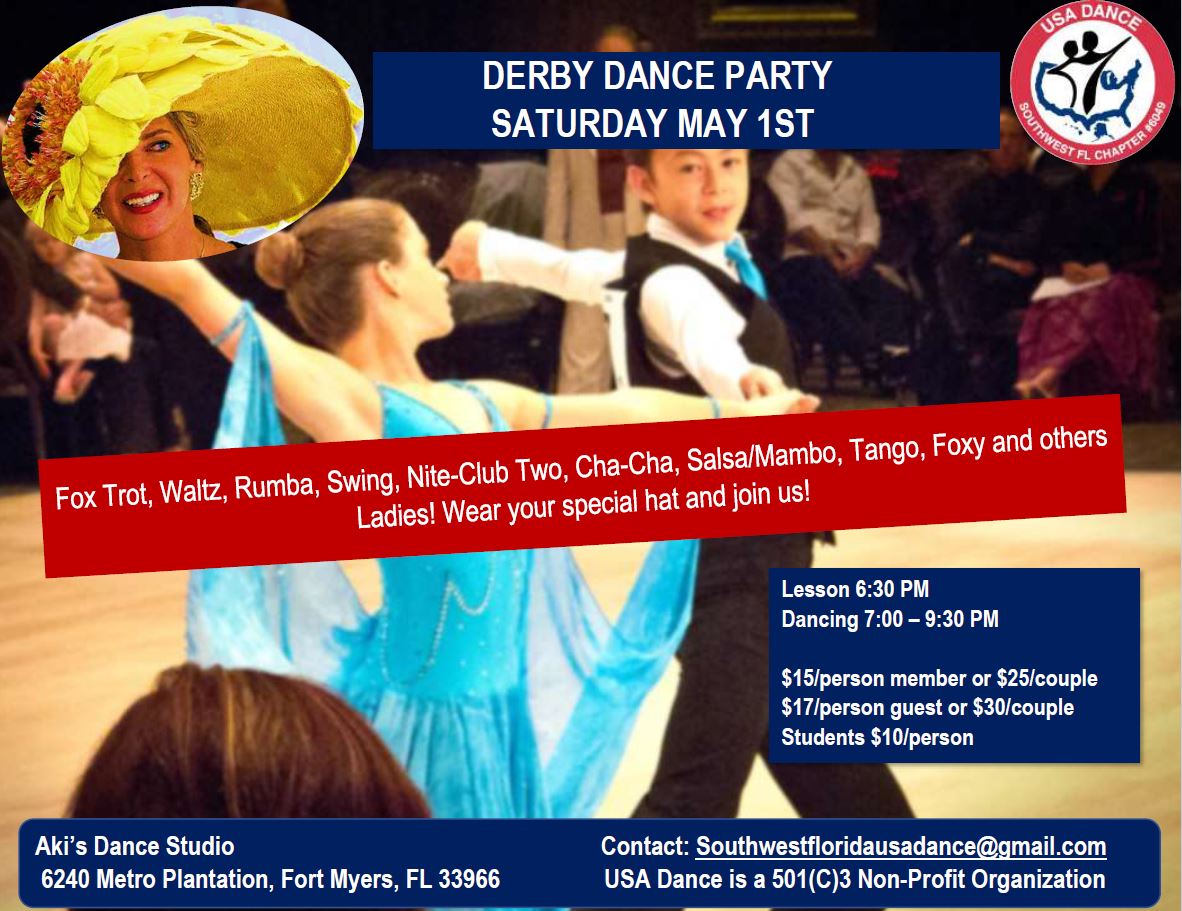 DERBY DANCE PARTY
SATURDAY MAY 1ST
USA DANCE
SOUTHWEST FL CHAPTER #6049
Fox Trot, Waltz, Rumba, Swing, Nite-Club Two, Cha-Cha, Salsa/Mambo, Tango, Foxy and others
Ladies! Wear your special hat and join us!
Lesson 6:30 PM
Dancing 7:00 – 9:30 PM
$15/person member or $25/couple
$17/person guest or $30/couple
Students $10/person
Aki's Dance Studio
6240 Metro Plantation, Fort Myers, FL 33966
Contact: Southwestfloridausadance@gmail.com
USA Dance is a 501(C)3 Non-Profit Organization